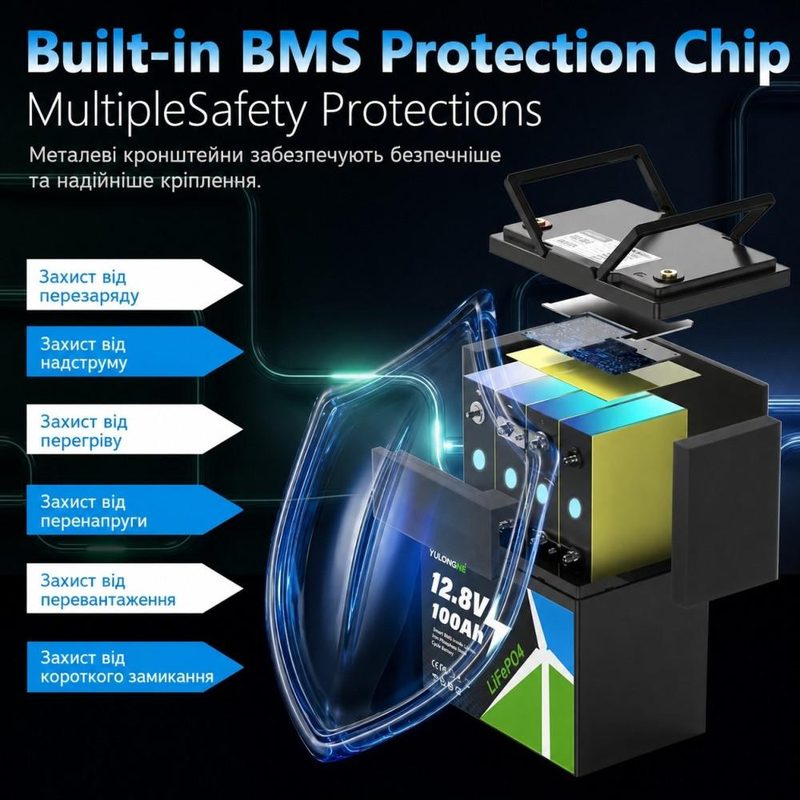 Built-in BMS Protection Chip
MultipleSafety Protections
Металеві кронштейни забезпечують безпечніше
та надійніше кріплення.
Захист від
перезаряду
Захист від
надструму
Захист від
перегріву
Захист від
перенапруги
Захист від
перевантаження
Захист від
короткого замикання
YULONGNE
12.8V
100Ah
Cycle Battery
LiFePO4